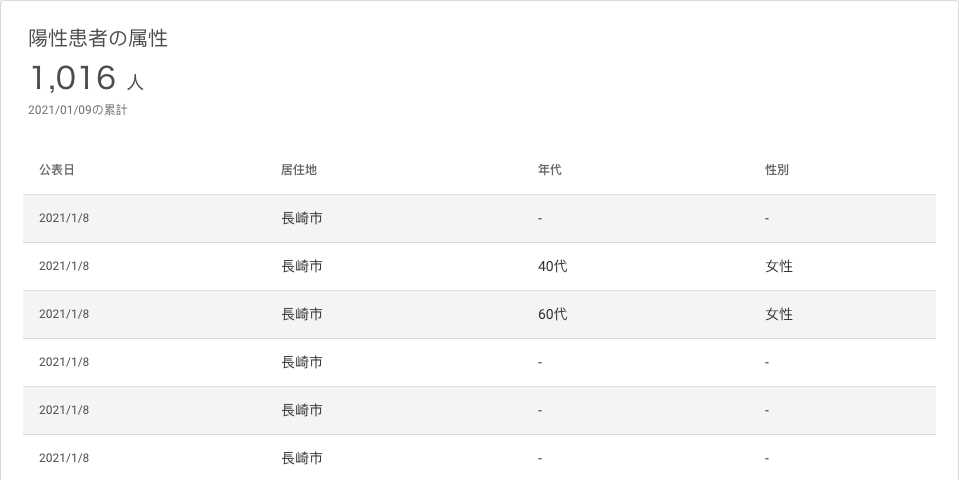 陽性患者の属性
1,016 人
2021/01/09の累計
公表日 居住地 年代 性別
2021/1/8 長崎市 - -
2021/1/8 長崎市 40代 女性
2021/1/8 長崎市 60代 女性
2021/1/8 長崎市 - -
2021/1/8 長崎市 - -
2021/1/8 長崎市 - -